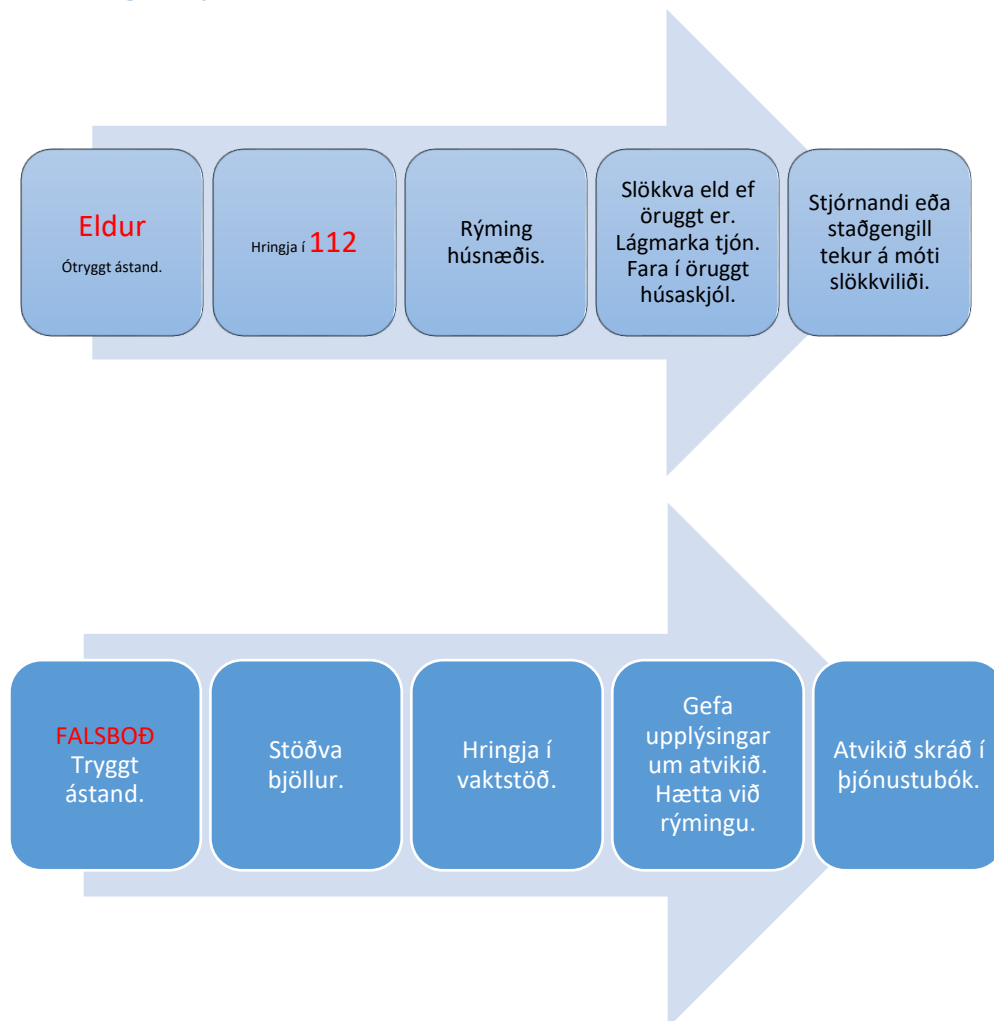 Eldur
Ótryggt ástand.
Hringja í 112
Rýming
húsnæðis.
Slökkva eld ef
öruggt er.
Lágmarka tjón.
Fara í öruggt
húsaskjól.
Stjórnandi eða
staðgengill
tekur á móti
slökkviliði.
FALSBOÐ
Tryggt
ástand.
Stöðva
bjöllur.
Hringja í
vaktstöð.
Gefa
upplýsingar
um atvikið.
Hætta við
rýmingu.
Atvikið skráð í
þjónustubók.